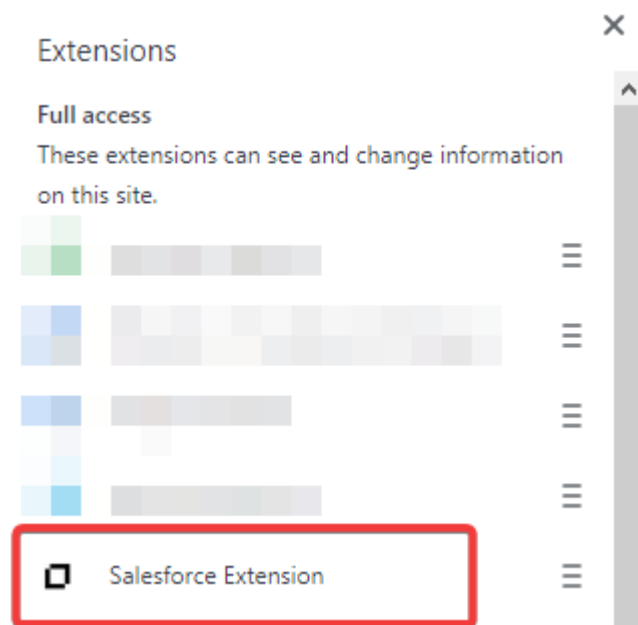 Extensions
Full access
These extensions can see and change information
on this site.
Salesforce Extension